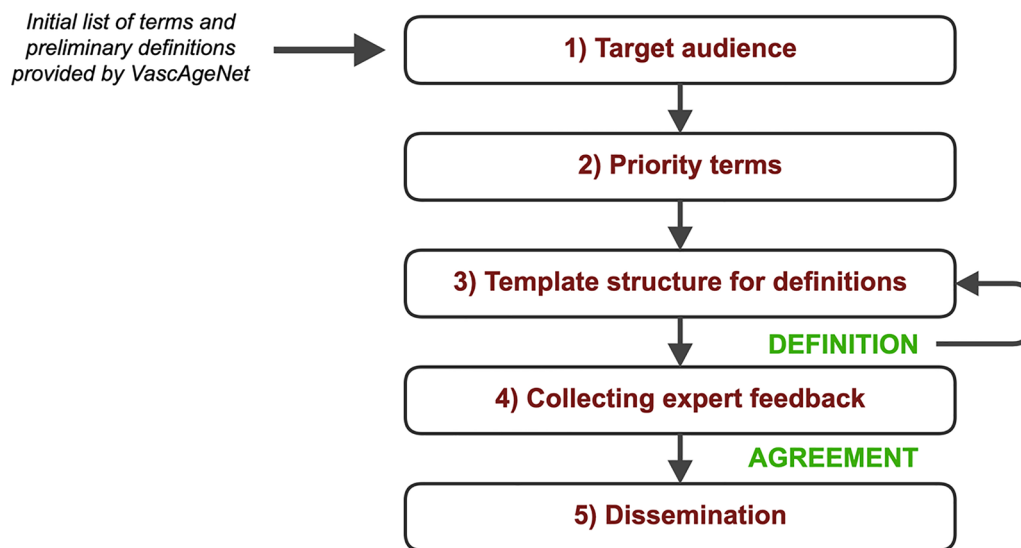 Initial list of terms and
preliminary definitions
provided by VascAgeNet
1) Target audience
2) Priority terms
3) Template structure for definitions
DEFINITION
4) Collecting expert feedback
AGREEMENT
5) Dissemination